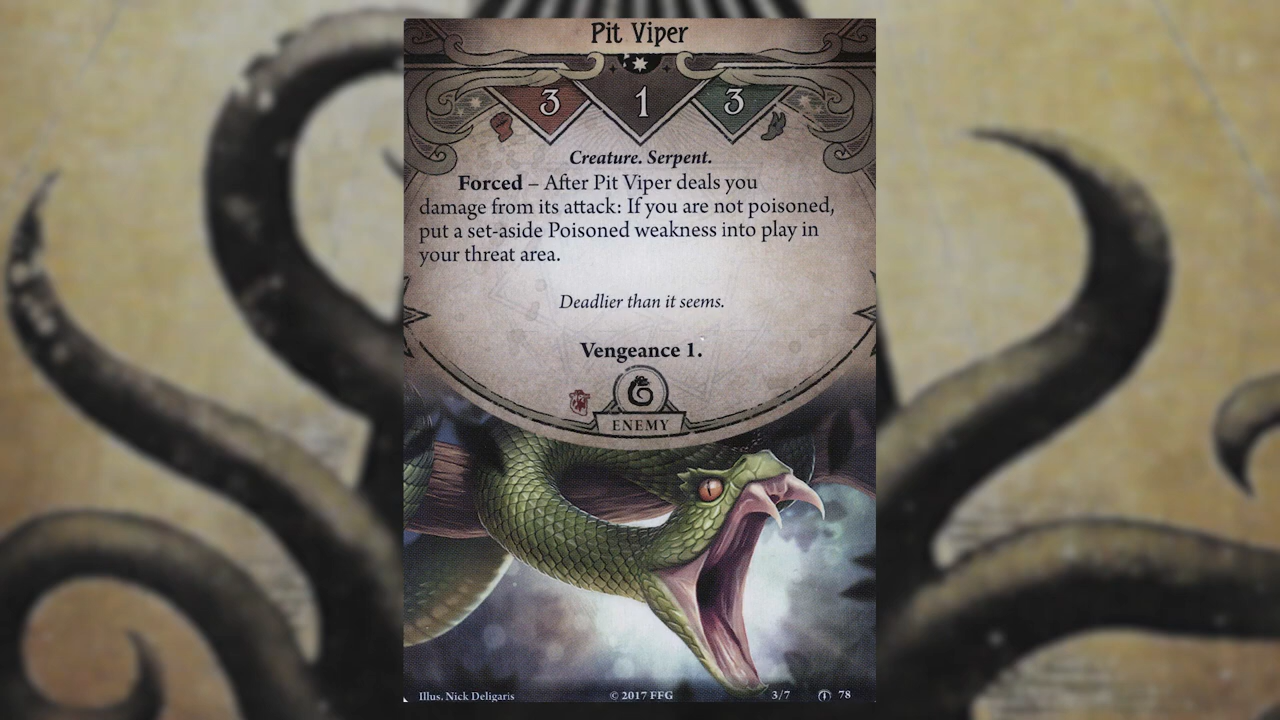 Pit Viper
3 1 3
Creature. Serpent.
Forced – After Pit Viper deals you
damage from its attack: If you are not poisoned,
put a set-aside Poisoned weakness into play in
your threat area.
Deadlier than it seems.
Vengeance 1.
ENEMY
Illus. Nick Deligaris © 2017 FFG 3/7 78